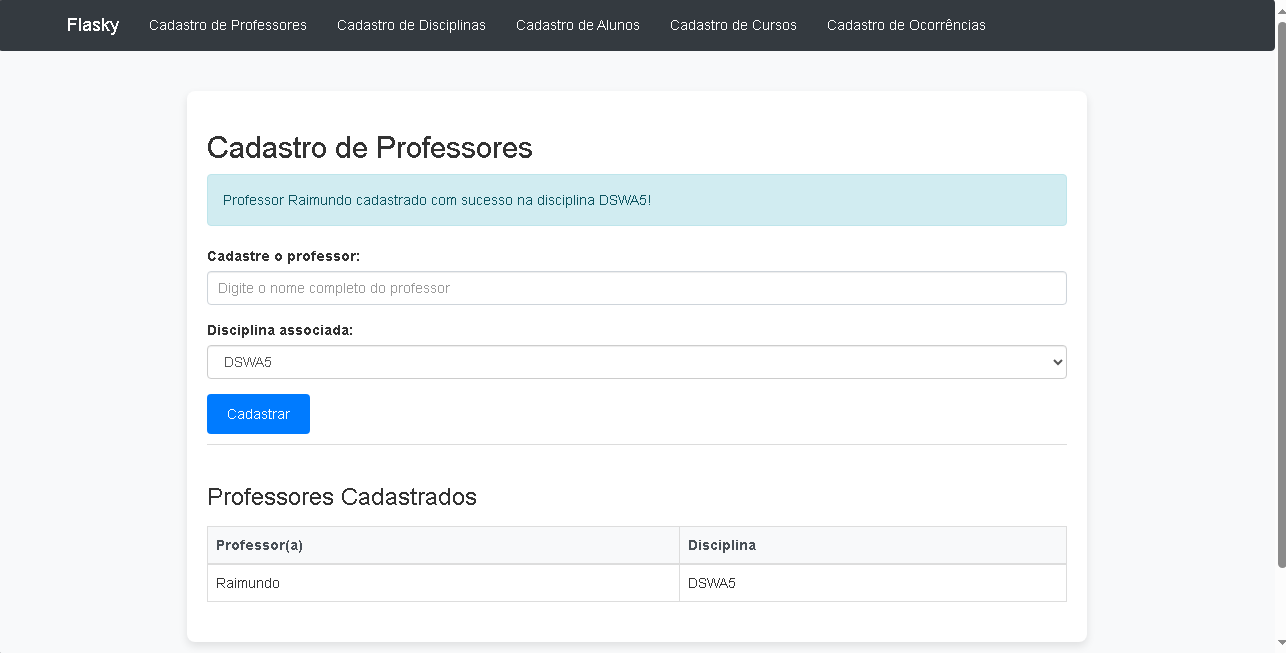 Flasky Cadastro de Professores Cadastro de Disciplinas Cadastro de Alunos Cadastro de Cursos Cadastro de Ocorrências
Cadastro de Professores
Professor Raimundo cadastrado com sucesso na disciplina DSWA5!
Cadastre o professor:
Digite o nome completo do professor
Disciplina associada:
DSWA5
Cadastrar
Professores Cadastrados
Professor(a) Disciplina
Raimundo DSWA5